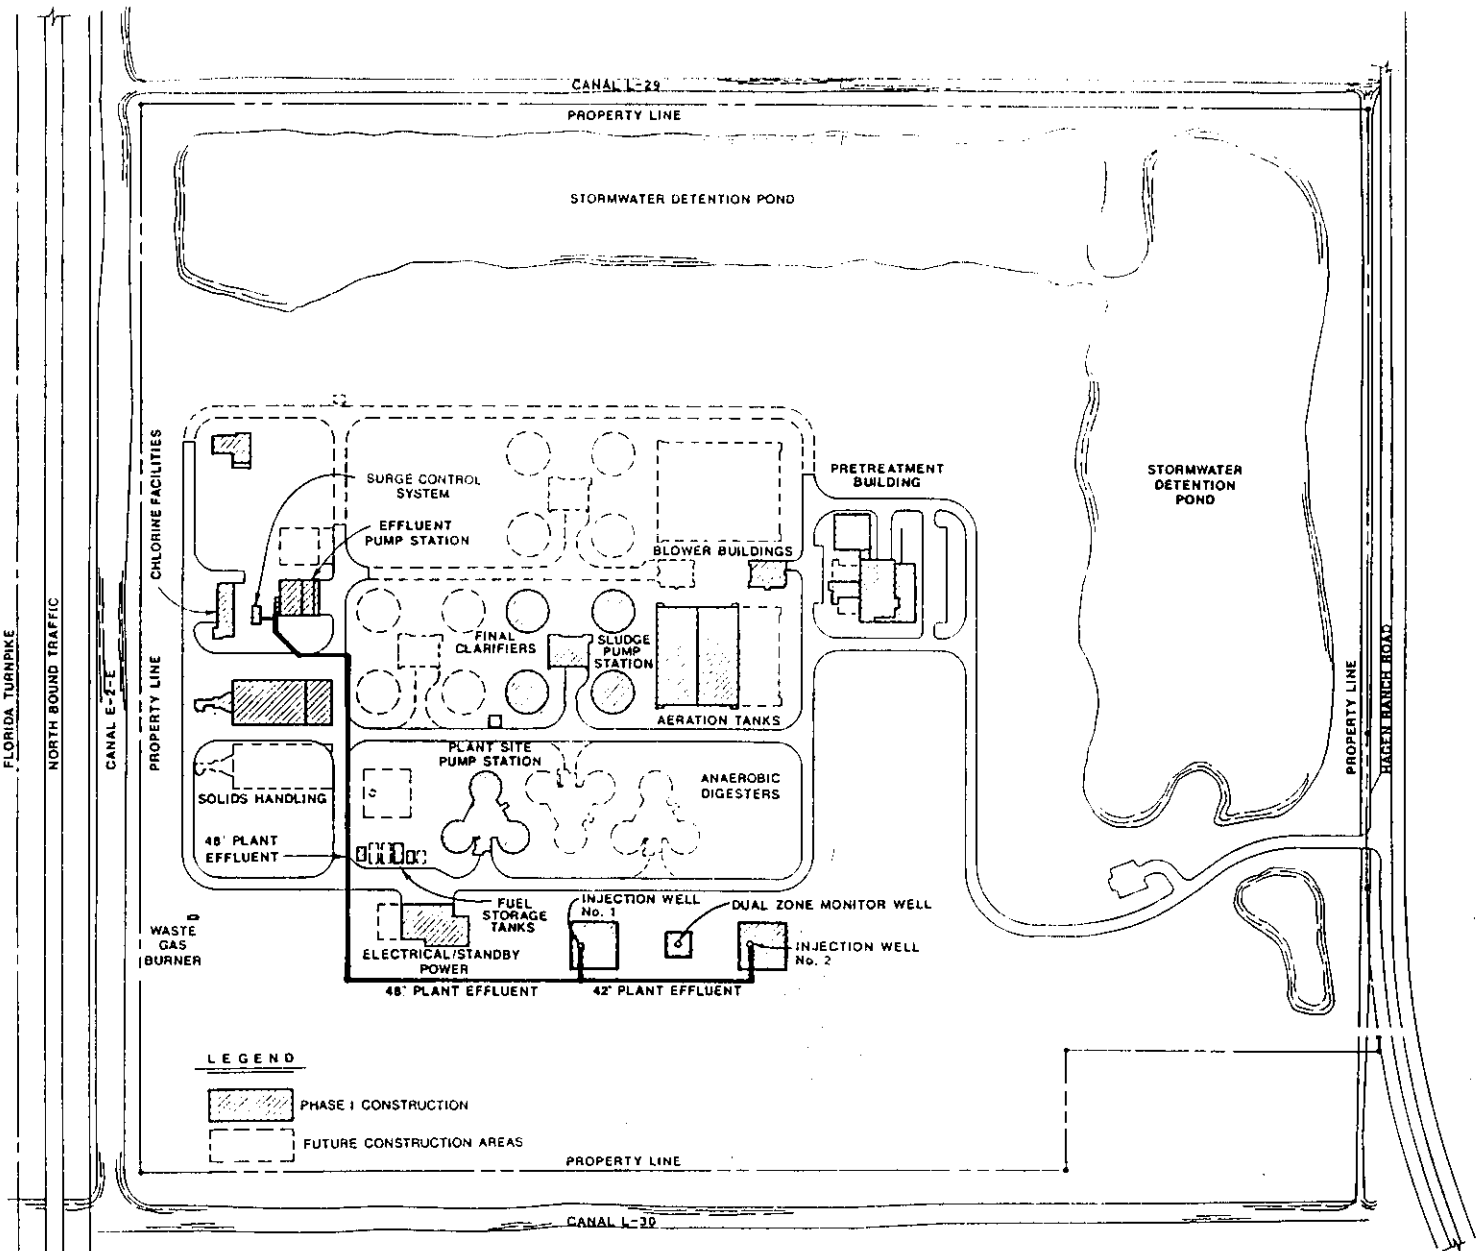 CANAL L-29
PROPERTY LINE
STORMWATER DETENTION POND
CHLORINE FACILITIES
SURGE CONTROL
SYSTEM
EFFLUENT
PUMP STATION
PRETREATMENT
BUILDING
STORMWATER
DETENTION
POND
BLOWER BUILDINGS
FINAL
CLARIFIERS
SLUDGE
PUMP
STATION
FLORIDA TURNPIKE
NORTH BOUND TRAFFIC
CANAL E-2-E
PROPERTY LINE
PROPERTY LINE
HAGEN RANCH ROAD
AERATION TANKS
PLANT SITE
PUMP STATION
ANAEROBIC
DIGESTERS
SOLIDS HANDLING
48" PLANT
EFFLUENT
FUEL
STORAGE
TANKS
INJECTION WELL
No. 1
DUAL ZONE MONITOR WELL
WASTE
GAS
BURNER
ELECTRICAL/STANDBY
POWER
INJECTION WELL
No. 2
48" PLANT EFFLUENT
42" PLANT EFFLUENT
LEGEND
PHASE I CONSTRUCTION
FUTURE CONSTRUCTION AREAS
PROPERTY LINE
CANAL L-30